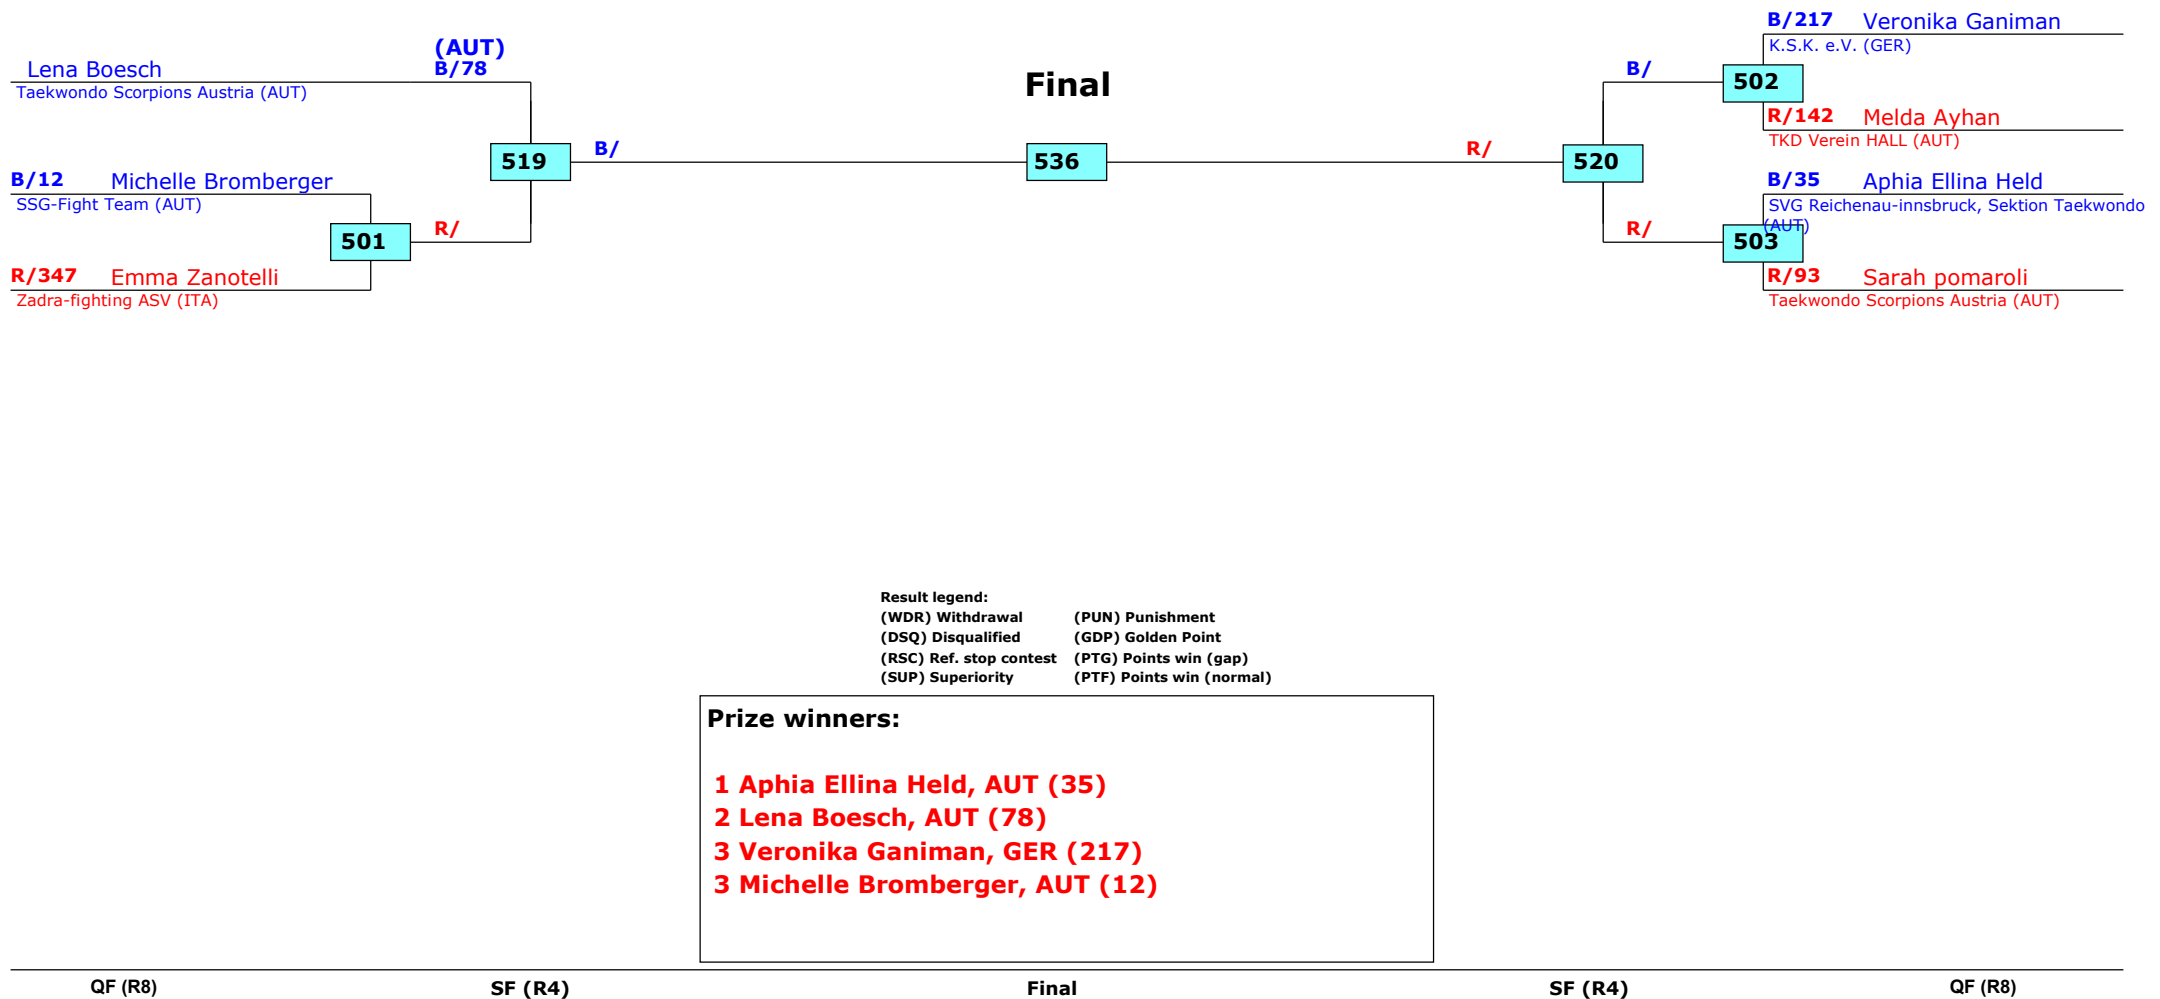 B/217 Veronika Ganiman
K.S.K. e.V. (GER)
(AUT)
Lena Boesch B/78
Taekwondo Scorpions Austria (AUT)
Final
B/ 502
R/142 Melda Ayhan
TKD Verein HALL (AUT)
519 B/ 536 R/ 520
B/12 Michelle Bromberger
SSG-Fight Team (AUT)
B/35 Aphia Ellina Held
SVG Reichenau-innsbruck, Sektion Taekwondo
(AUT)
501 R/
R/ 503
R/347 Emma Zanotelli
Zadra-fighting ASV (ITA)
R/93 Sarah pomaroli
Taekwondo Scorpions Austria (AUT)
Result legend:
(WDR) Withdrawal (PUN) Punishment
(DSQ) Disqualified (GDP) Golden Point
(RSC) Ref. stop contest (PTG) Points win (gap)
(SUP) Superiority (PTF) Points win (normal)
Prize winners:
1 Aphia Ellina Held, AUT (35)
2 Lena Boesch, AUT (78)
3 Veronika Ganiman, GER (217)
3 Michelle Bromberger, AUT (12)
QF (R8) SF (R4) Final SF (R4) QF (R8)